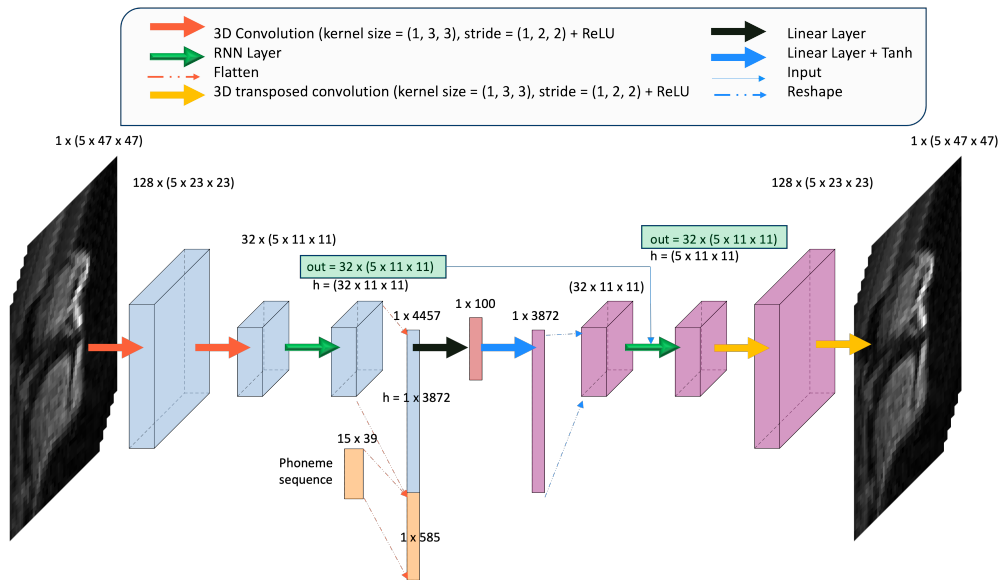 3D Convolution (kernel size = (1, 3, 3), stride = (1, 2, 2) + ReLU
RNN Layer
Flatten
3D transposed convolution (kernel size = (1, 3, 3), stride = (1, 2, 2) + ReLU
Linear Layer
Linear Layer + Tanh
Input
Reshape
1 x (5 x 47 x 47)
128 x (5 x 23 x 23)
32 x (5 x 11 x 11)
out = 32 x (5 x 11 x 11)
h = (32 x 11 x 11)
1 x 4457
h = 1 x 3872
15 x 39
Phoneme
sequence
1 x 585
1 x 100
1 x 3872
(32 x 11 x 11)
out = 32 x (5 x 11 x 11)
h = (5 x 11 x 11)
128 x (5 x 23 x 23)
1 x (5 x 47 x 47)